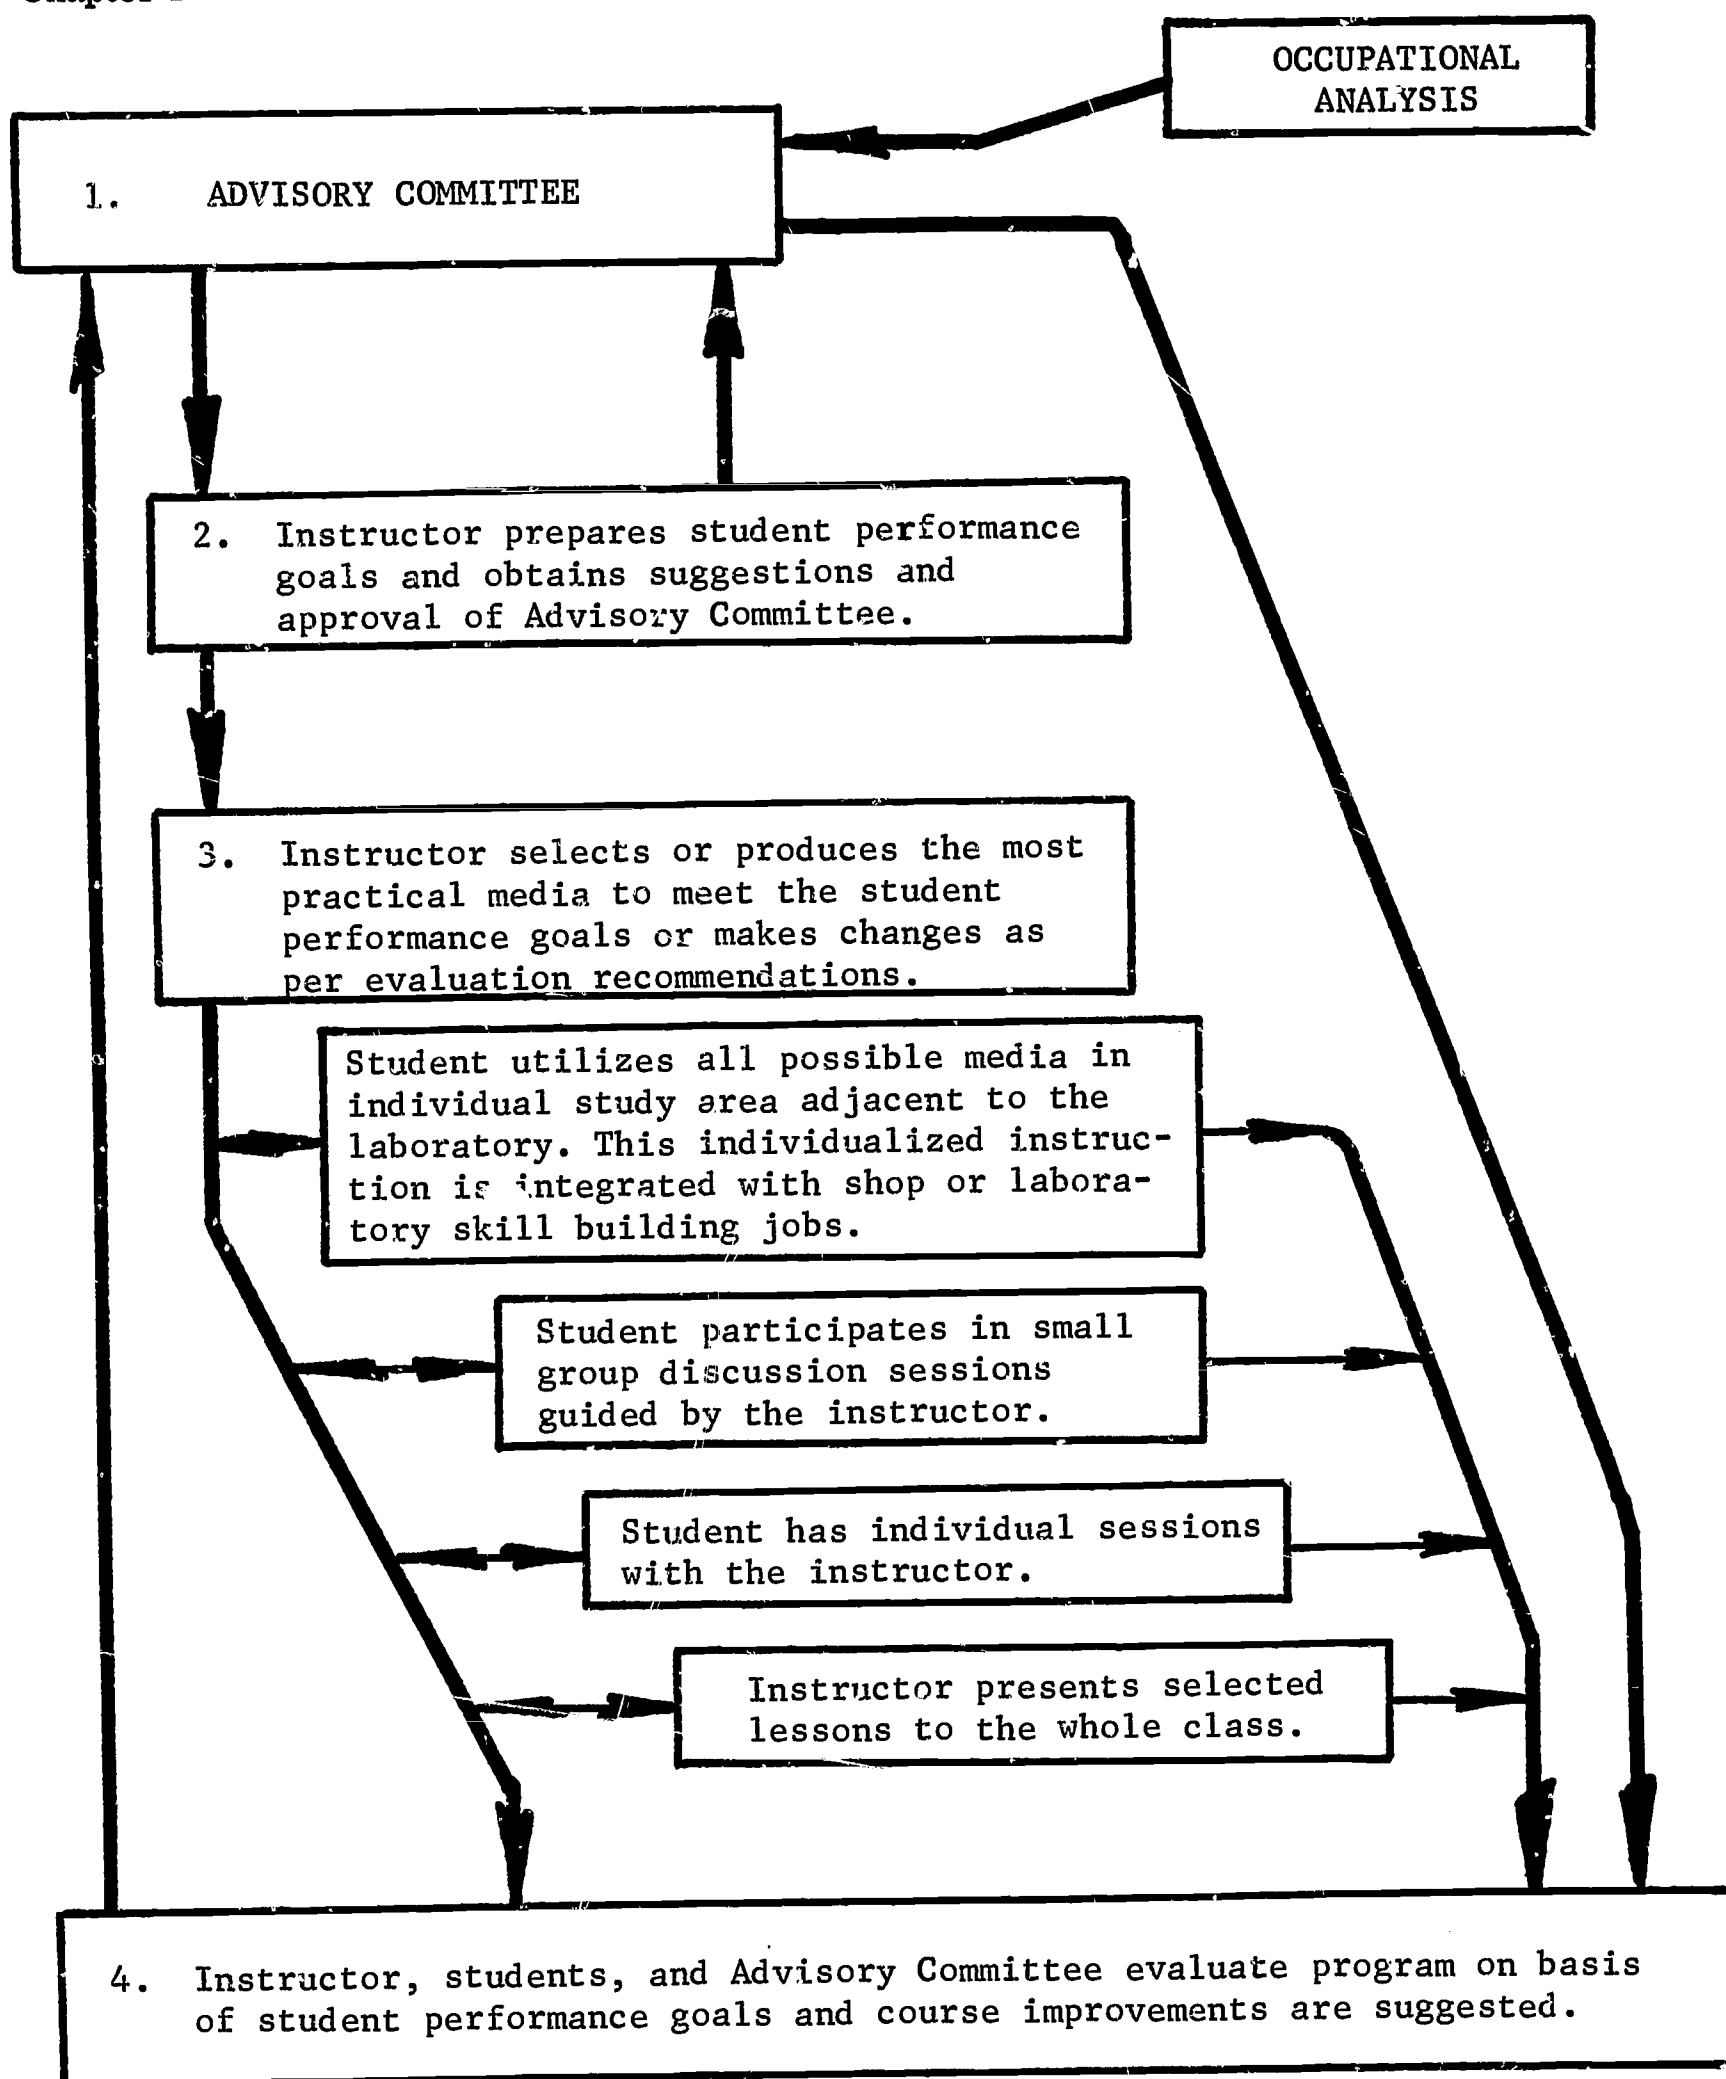 OCCUPATIONAL
ANALYSIS
1. ADVISORY COMMITTEE
2. Instructor prepares student performance
goals and obtains suggestions and
approval of Advisory Committee.
3. Instructor selects or produces the most
practical media to meet the student
performance goals or makes changes as
per evaluation recommendations.
Student utilizes all possible media in
individual study area adjacent to the
laboratory. This individualized instruc-
tion is integrated with shop or labora-
tory skill building jobs.
Student participates in small
group discussion sessions
guided by the instructor.
Student has individual sessions
with the instructor.
Instructor presents selected
lessons to the whole class.
4. Instructor, students, and Advisory Committee evaluate program on basis
of student performance goals and course improvements are suggested.